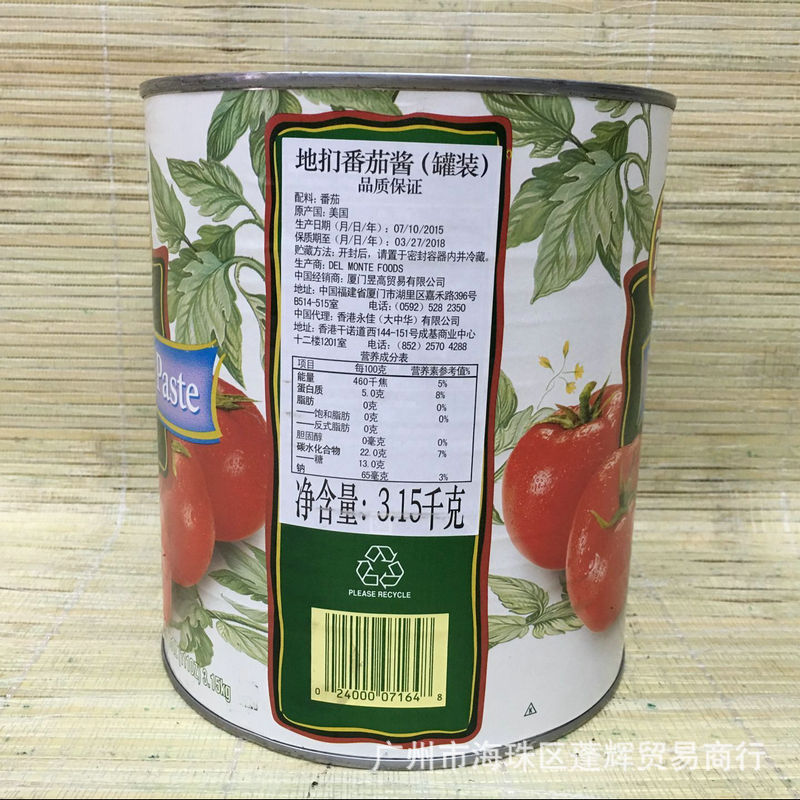 地扪番茄酱（罐装）
品质保证
配料: 番茄
原产国: 美国
生产日期（月/日/年）: 07/10/2015
保质期至（月/日/年）: 03/27/2018
贮藏方法: 开封后，请置于密封容器内并冷藏。
生产商: DEL MONTE FOODS
中国经销商: 厦门昱高贸易有限公司
地址: 中国福建省厦门市湖里区嘉禾路396号
B514-515室 电话:（0592）528 2350
中国代理: 香港永佳（大中华）有限公司
地址: 香港干诺道西144-151号成基商业中心
十二楼1201室 电话:（852）2570 4288
营养成分表
项目 每100克 营养素参考值%
能量 460千焦 5%
蛋白质 5.0克 8%
脂肪 0克 0%
——饱和脂肪 0克 0%
——反式脂肪 0克
胆固醇 0毫克 0%
碳水化合物 22.0克 7%
——糖 13.0克
钠 65毫克 3%
净含量: 3.15千克
PLEASE RECYCLE
0 24000 07164 8
Paste
3.15kg
K
广州市海珠区蓬辉贸易商行